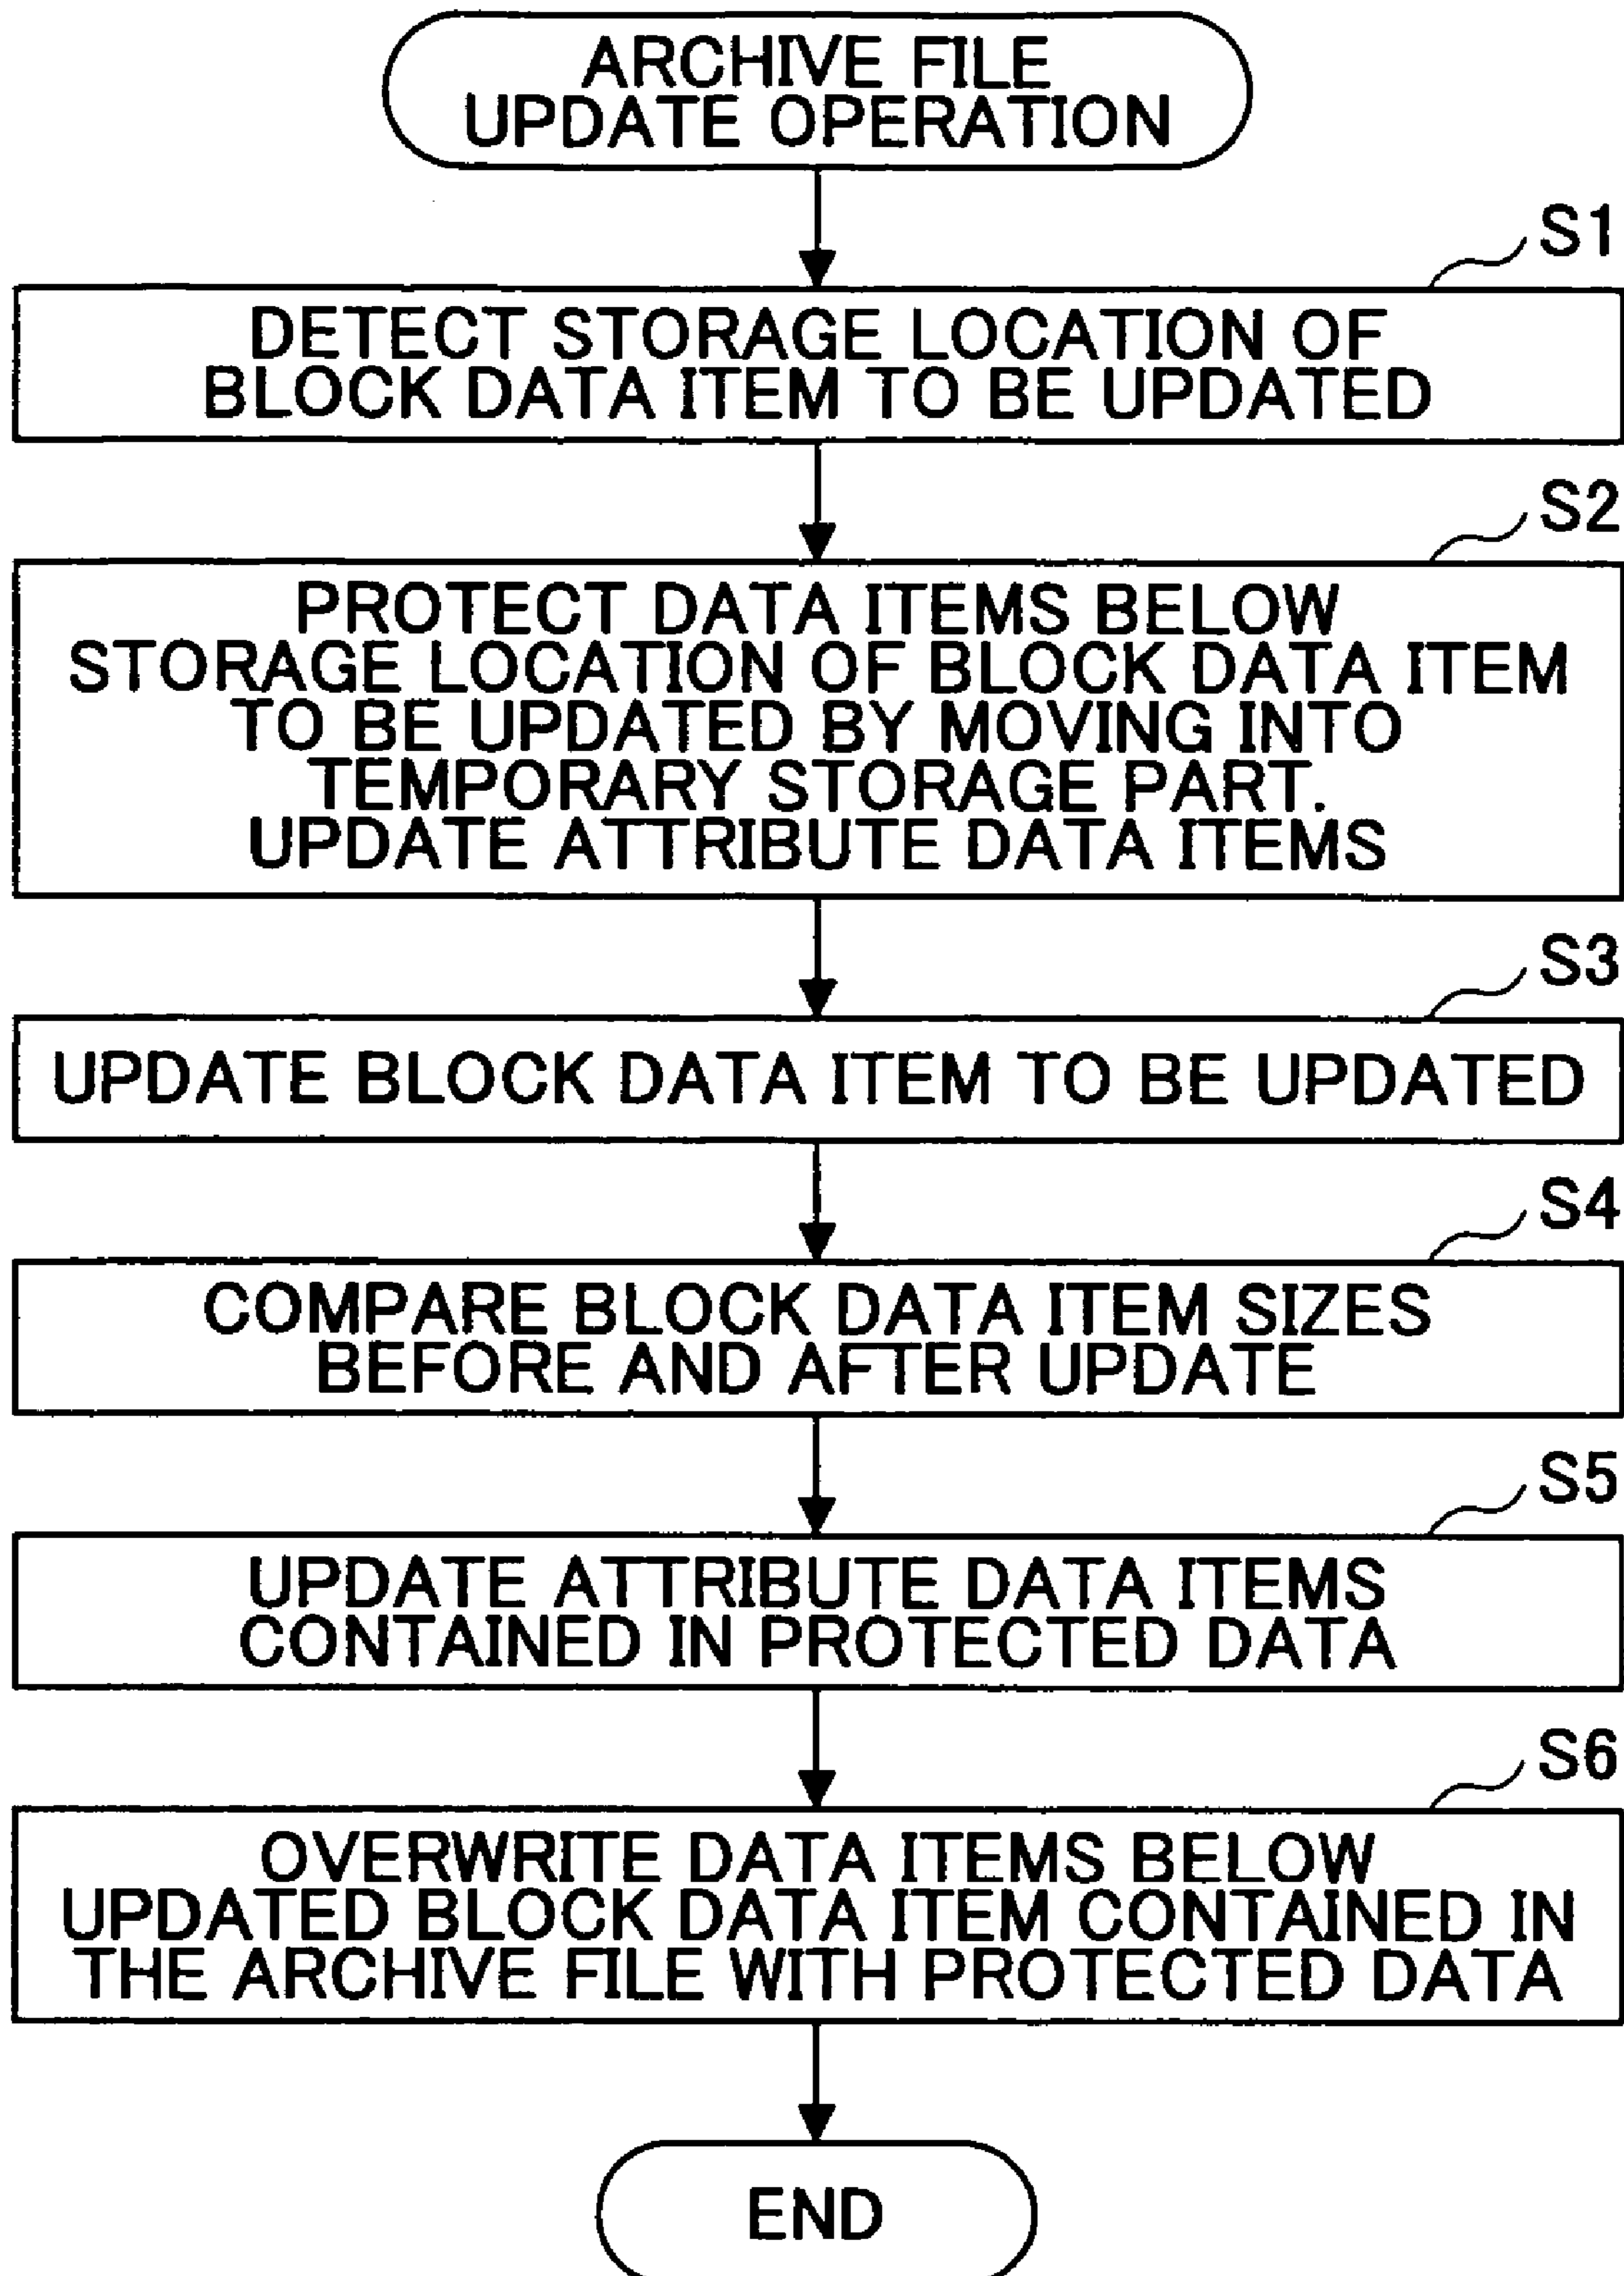 ARCHIVE FILE
UPDATE OPERATION
S1
DETECT STORAGE LOCATION OF
BLOCK DATA ITEM TO BE UPDATED
S2
PROTECT DATA ITEMS BELOW
STORAGE LOCATION OF BLOCK DATA ITEM
TO BE UPDATED BY MOVING INTO
TEMPORARY STORAGE PART.
UPDATE ATTRIBUTE DATA ITEMS
S3
UPDATE BLOCK DATA ITEM TO BE UPDATED
S4
COMPARE BLOCK DATA ITEM SIZES
BEFORE AND AFTER UPDATE
S5
UPDATE ATTRIBUTE DATA ITEMS
CONTAINED IN PROTECTED DATA
S6
OVERWRITE DATA ITEMS BELOW
UPDATED BLOCK DATA ITEM CONTAINED IN
THE ARCHIVE FILE WITH PROTECTED DATA
END